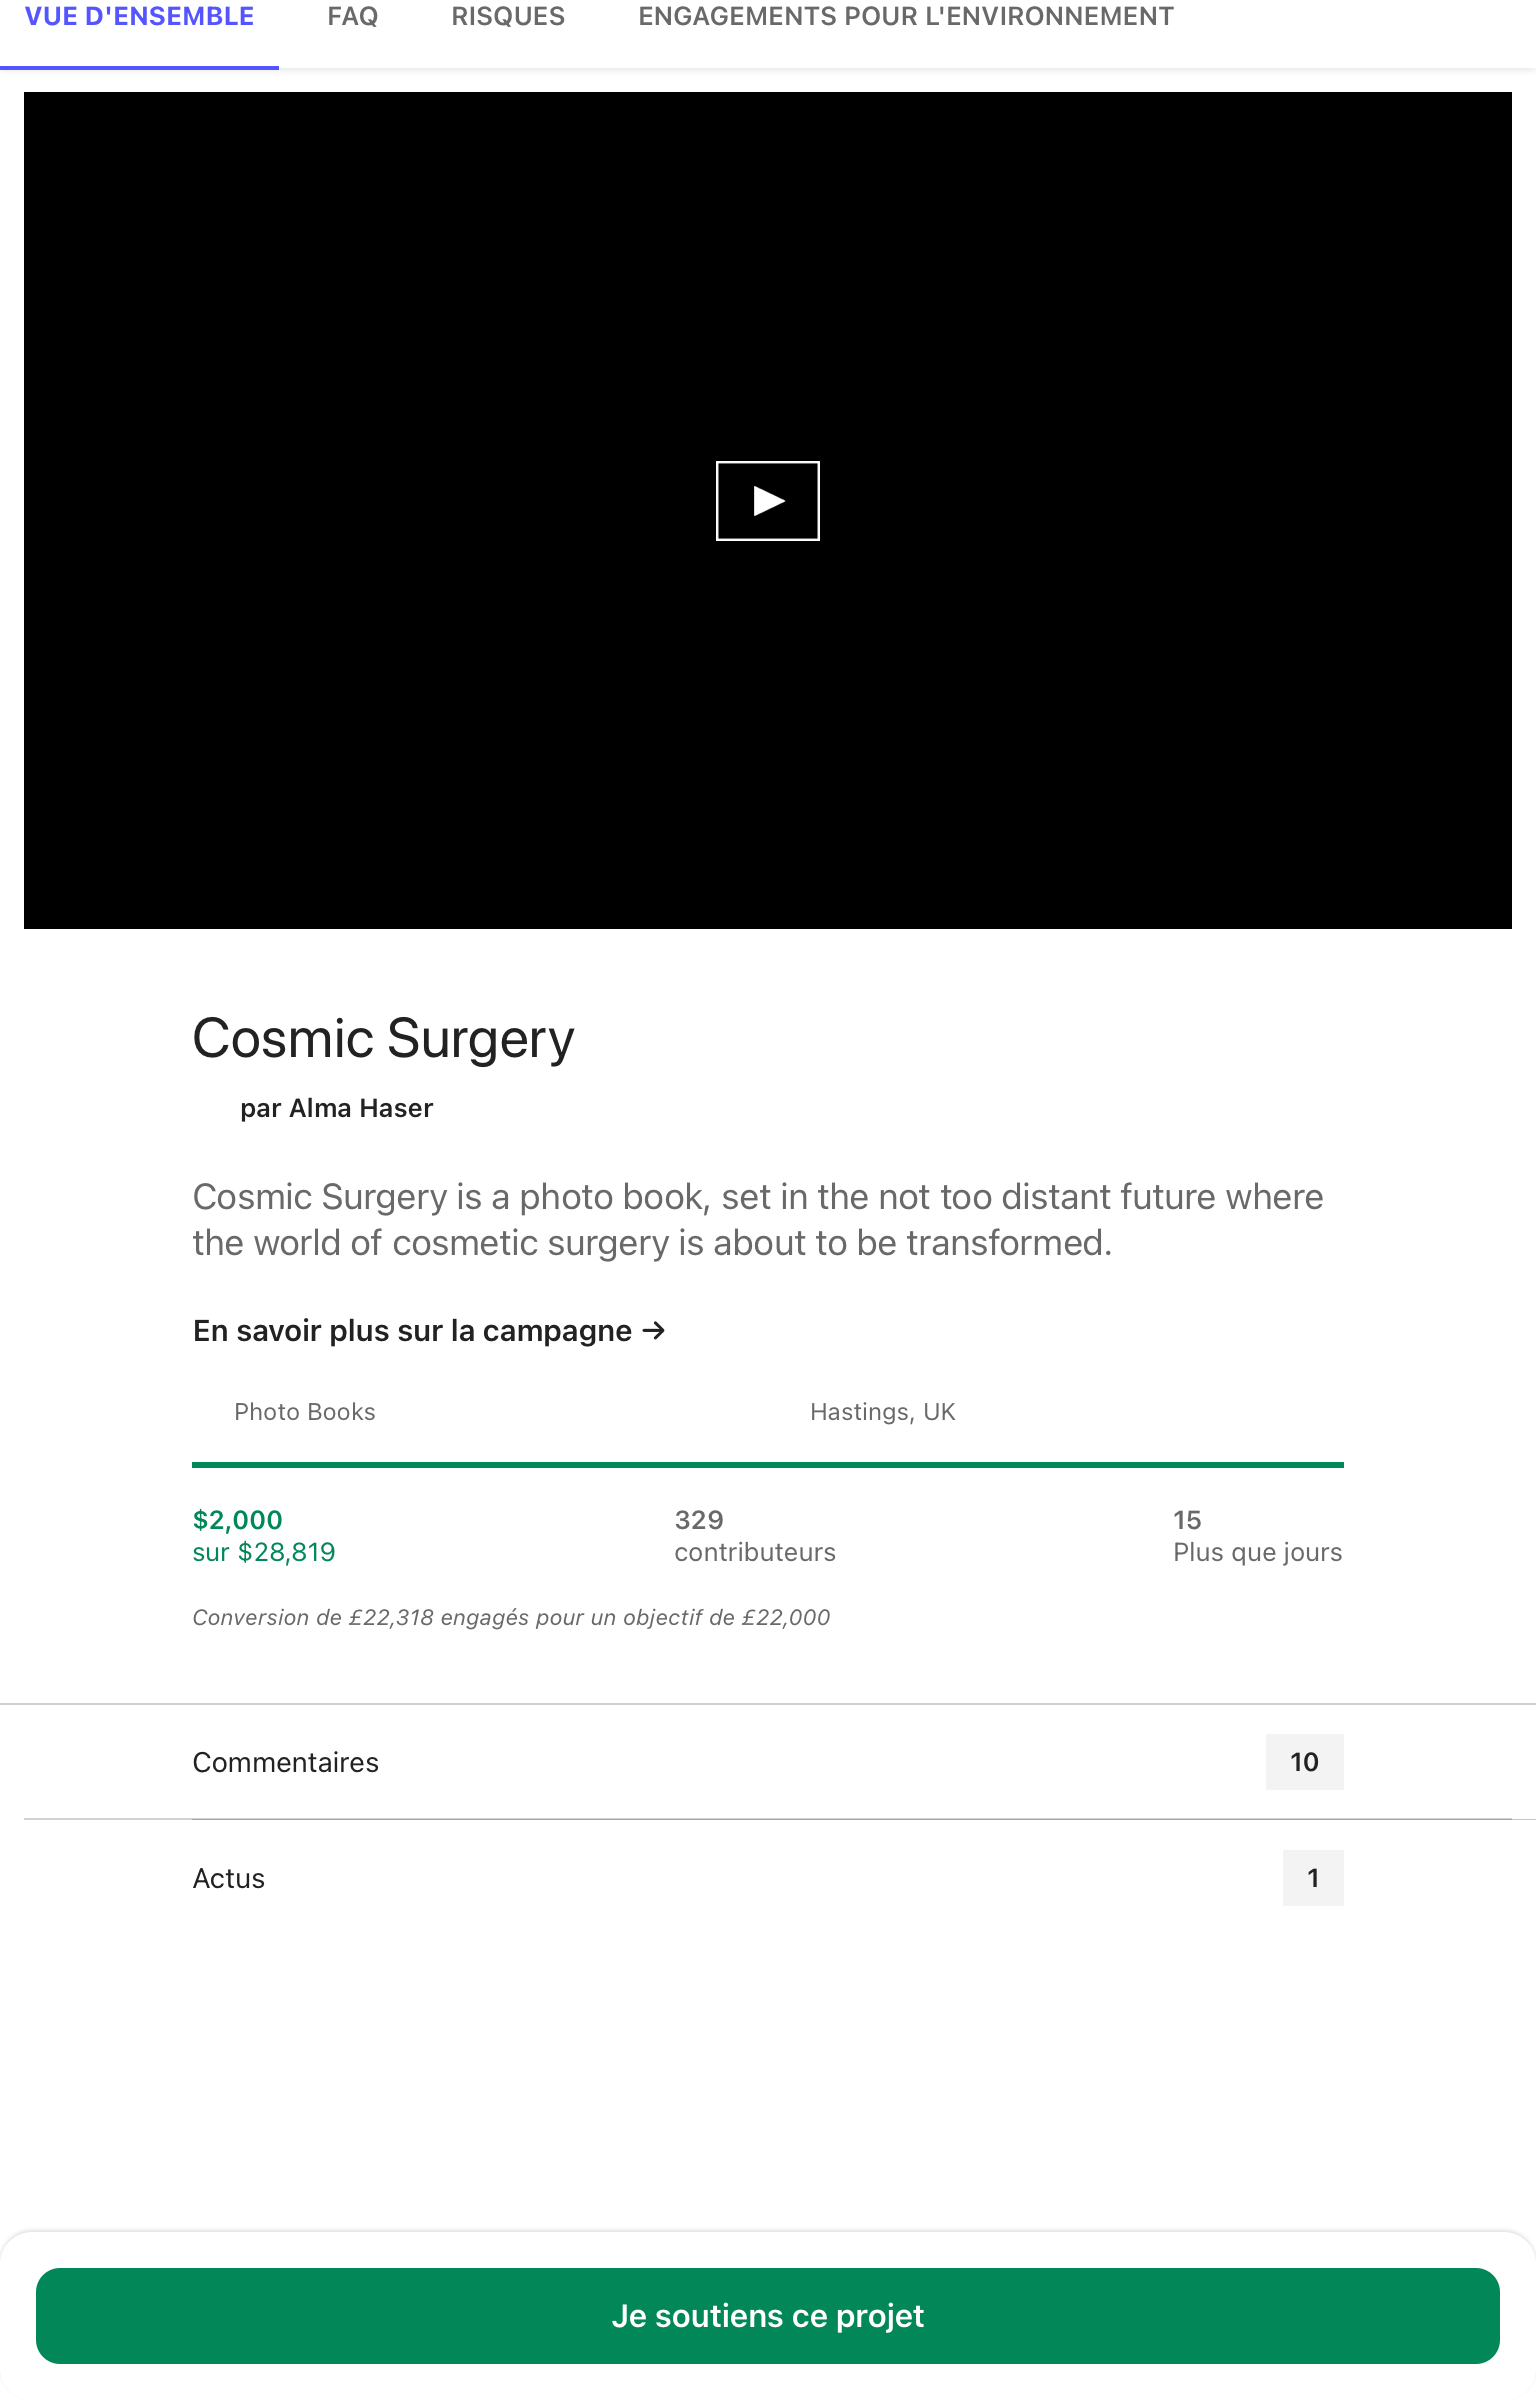 VUE D'ENSEMBLE FAQ RISQUES ENGAGEMENTS POUR L'ENVIRONNEMENT
Cosmic Surgery
par Alma Haser
Cosmic Surgery is a photo book, set in the not too distant future where
the world of cosmetic surgery is about to be transformed.
En savoir plus sur la campagne →
Photo Books Hastings, UK
$2,000 329 15
sur $28,819 contributeurs Plus que jours
Conversion de £22,318 engagés pour un objectif de £22,000
Commentaires 10
Actus 1
Je soutiens ce projet